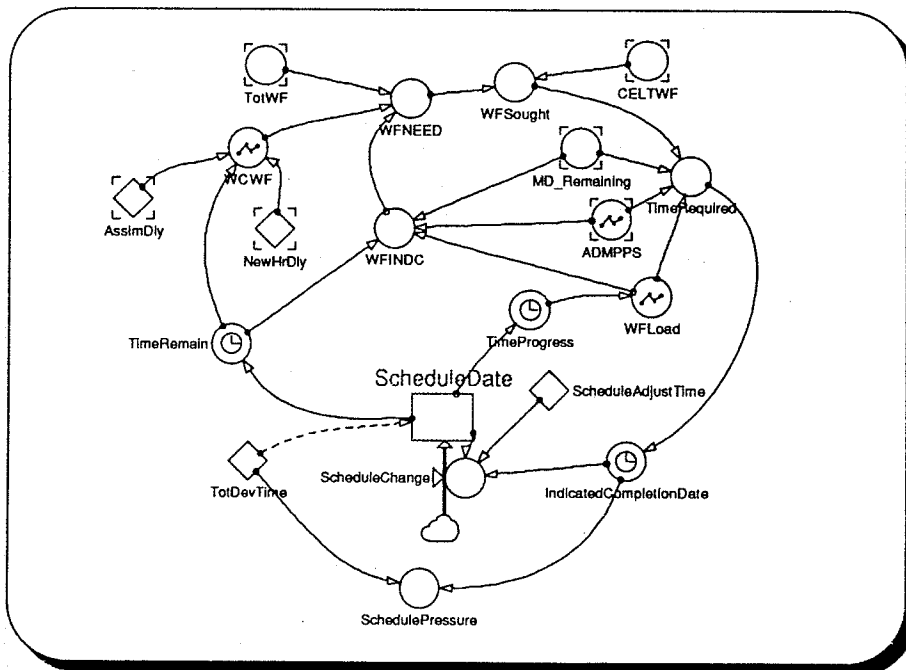 TotWF
CELTWF
WFNEED
WFSought
WCWF
MD_Remaining
TimeRequired
AssimDly
NewHrDly
WFINDC
ADMPPS
TimeRemain
TimeProgress
WFLoad
ScheduleDate
ScheduleAdjustTime
TotDevTime
ScheduleChange
IndicatedCompletionDate
SchedulePressure